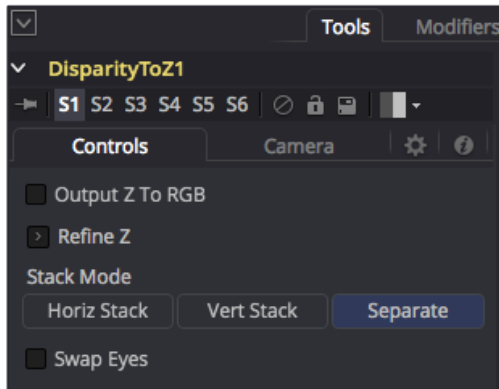 Tools Modifiers
DisparityToZ1
S1 S2 S3 S4 S5 S6
Controls Camera
Output Z To RGB
Refine Z
Stack Mode
Horiz Stack Vert Stack Separate
Swap Eyes